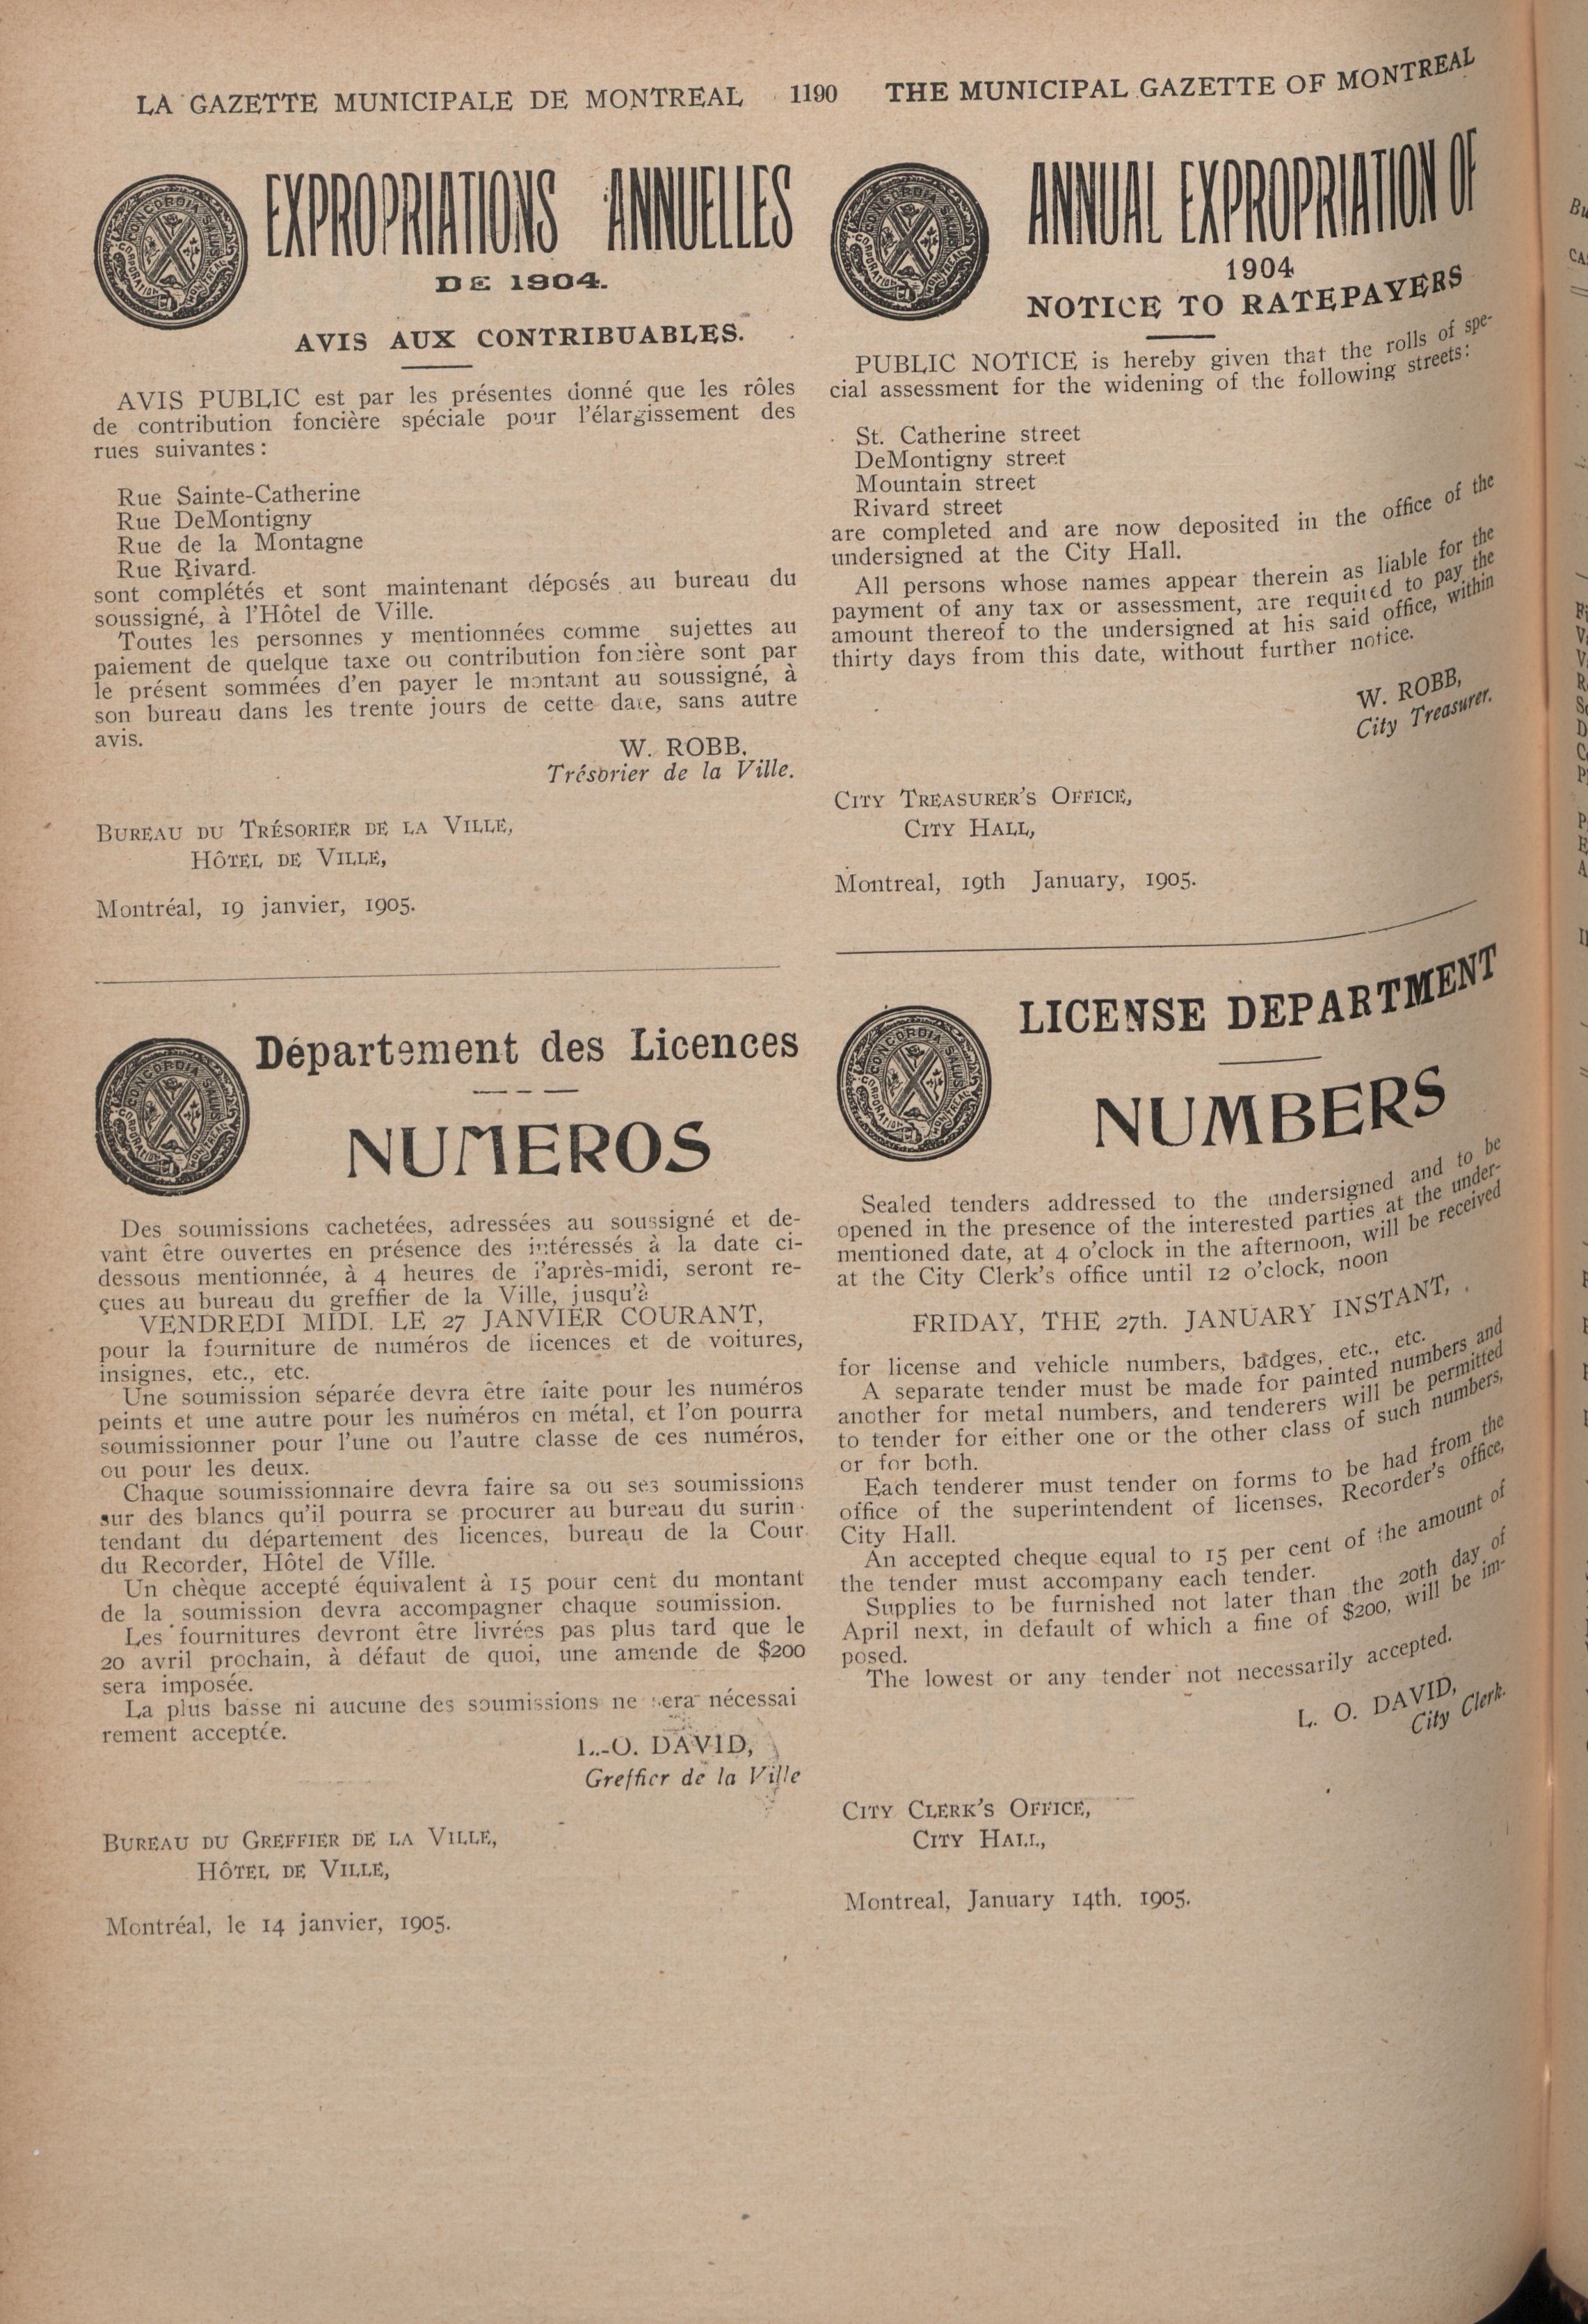 LA GAZETTE MUNICIPALE DE MONTREAL 1190 THE MUNICIPAL GAZETTE OF MONTREAL
EXPROPRIATIONS ANNUELLES
DE 1904.
AVIS AUX CONTRIBUABLES.
AVIS PUBLIC est par les présentes donné que les rôles
de contribution foncière spéciale pour l'élargissement des
rues suivantes:
Rue Sainte-Catherine
Rue DeMontigny
Rue de la Montagne
Rue Rivard.
sont complétés et sont maintenant déposés au bureau du
soussigné, à l'Hôtel de Ville.
Toutes les personnes y mentionnées comme sujettes au
paiement de quelque taxe ou contribution foncière sont par
le présent sommées d'en payer le montant au soussigné, à
son bureau dans les trente jours de cette date, sans autre
avis.
W. ROBB,
Trésorier de la Ville.
BUREAU DU TRÉSORIER DE LA VILLE,
HÔTEL DE VILLE,
Montréal, 19 janvier, 1905.
Département des Licences
NUMEROS
Des soumissions cachetées, adressées au soussigné et de-
vant être ouvertes en présence des intéressés à la date ci-
dessous mentionnée, à 4 heures de l'après-midi, seront re-
çues au bureau du greffier de la Ville, jusqu'à
VENDREDI MIDI. LE 27 JANVIER COURANT,
pour la fourniture de numéros de licences et de voitures,
insignes, etc., etc.
Une soumission séparée devra être faite pour les numéros
peints et une autre pour les numéros en métal, et l'on pourra
soumissionner pour l'une ou l'autre classe de ces numéros,
ou pour les deux.
Chaque soumissionnaire devra faire sa ou ses soumissions
sur des blancs qu'il pourra se procurer au bureau du surin-
tendant du département des licences, bureau de la Cour
du Recorder, Hôtel de Ville.
Un chèque accepté équivalent à 15 pour cent du montant
de la soumission devra accompagner chaque soumission.
Les fournitures devront être livrées pas plus tard que le
20 avril prochain, à défaut de quoi, une amende de $200
sera imposée.
La plus basse ni aucune des soumissions ne sera nécessai
rement acceptée.
L.-O. DAVID,
Greffier de la Ville
BUREAU DU GREFFIER DE LA VILLE,
HÔTEL DE VILLE,
Montréal, le 14 janvier, 1905.
ANNUAL EXPROPRIATION OF
1904
NOTICE TO RATEPAYERS
PUBLIC NOTICE is hereby given that the rolls of spe-
cial assessment for the widening of the following streets:
St. Catherine street
DeMontigny street
Mountain street
Rivard street
are completed and are now deposited in the office of the
undersigned at the City Hall.
All persons whose names appear therein as liable for the
payment of any tax or assessment, are required to pay the
amount thereof to the undersigned at his said office, within
thirty days from this date, without further notice.
W. ROBB,
City Treasurer.
CITY TREASURER'S OFFICE,
CITY HALL,
Montreal, 19th January, 1905.
LICENSE DEPARTMENT
NUMBERS
Sealed tenders addressed to the undersigned and to be
opened in the presence of the interested parties at the under-
mentioned date, at 4 o'clock in the afternoon, will be received
at the City Clerk's office until 12 o'clock, noon
FRIDAY, THE 27th. JANUARY INSTANT,
for license and vehicle numbers, badges, etc., etc.
A separate tender must be made for painted numbers and
another for metal numbers, and tenderers will be permitted
to tender for either one or the other class of such numbers,
or for both.
Each tenderer must tender on forms to be had from the
office of the superintendent of licenses, Recorder's office,
City Hall.
An accepted cheque equal to 15 per cent of the amount of
the tender must accompany each tender.
Supplies to be furnished not later than the 20th day of
April next, in default of which a fine of $200, will be im-
posed.
The lowest or any tender not necessarily accepted.
L. O. DAVID,
City Clerk.
CITY CLERK'S OFFICE,
CITY HALL,
Montreal, January 14th. 1905.